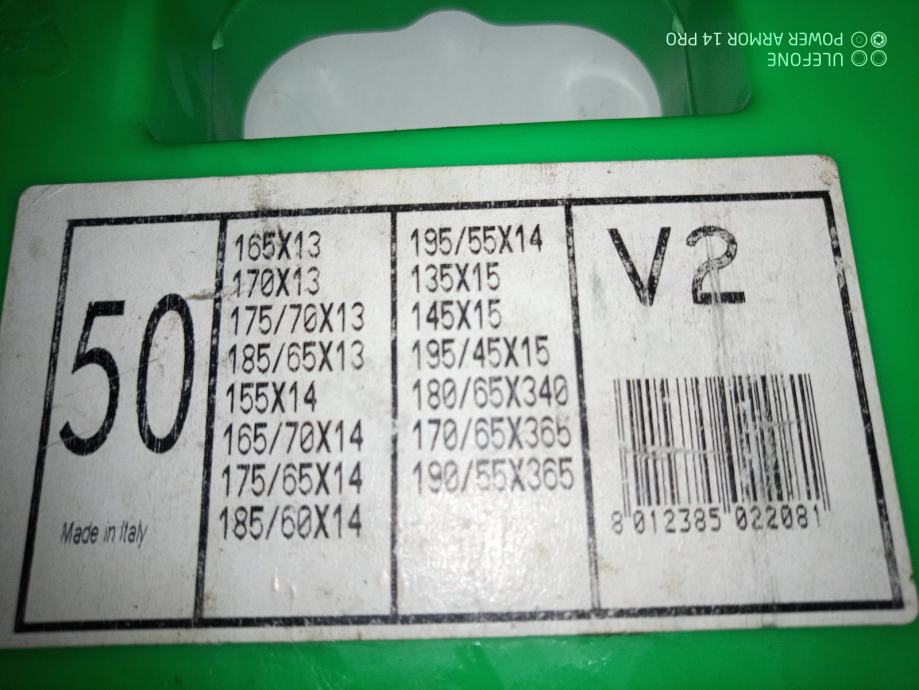 50
Made in Italy
165X13
170X13
175/70X13
185/65X13
155X14
165/70X14
175/65X14
185/60X14
195/55X14
135X15
145X15
195/45X15
180/65X340
170/65X365
190/55X365
V2
8 012385 022081
POWER ARMOR 14 PRO
ULEFONE